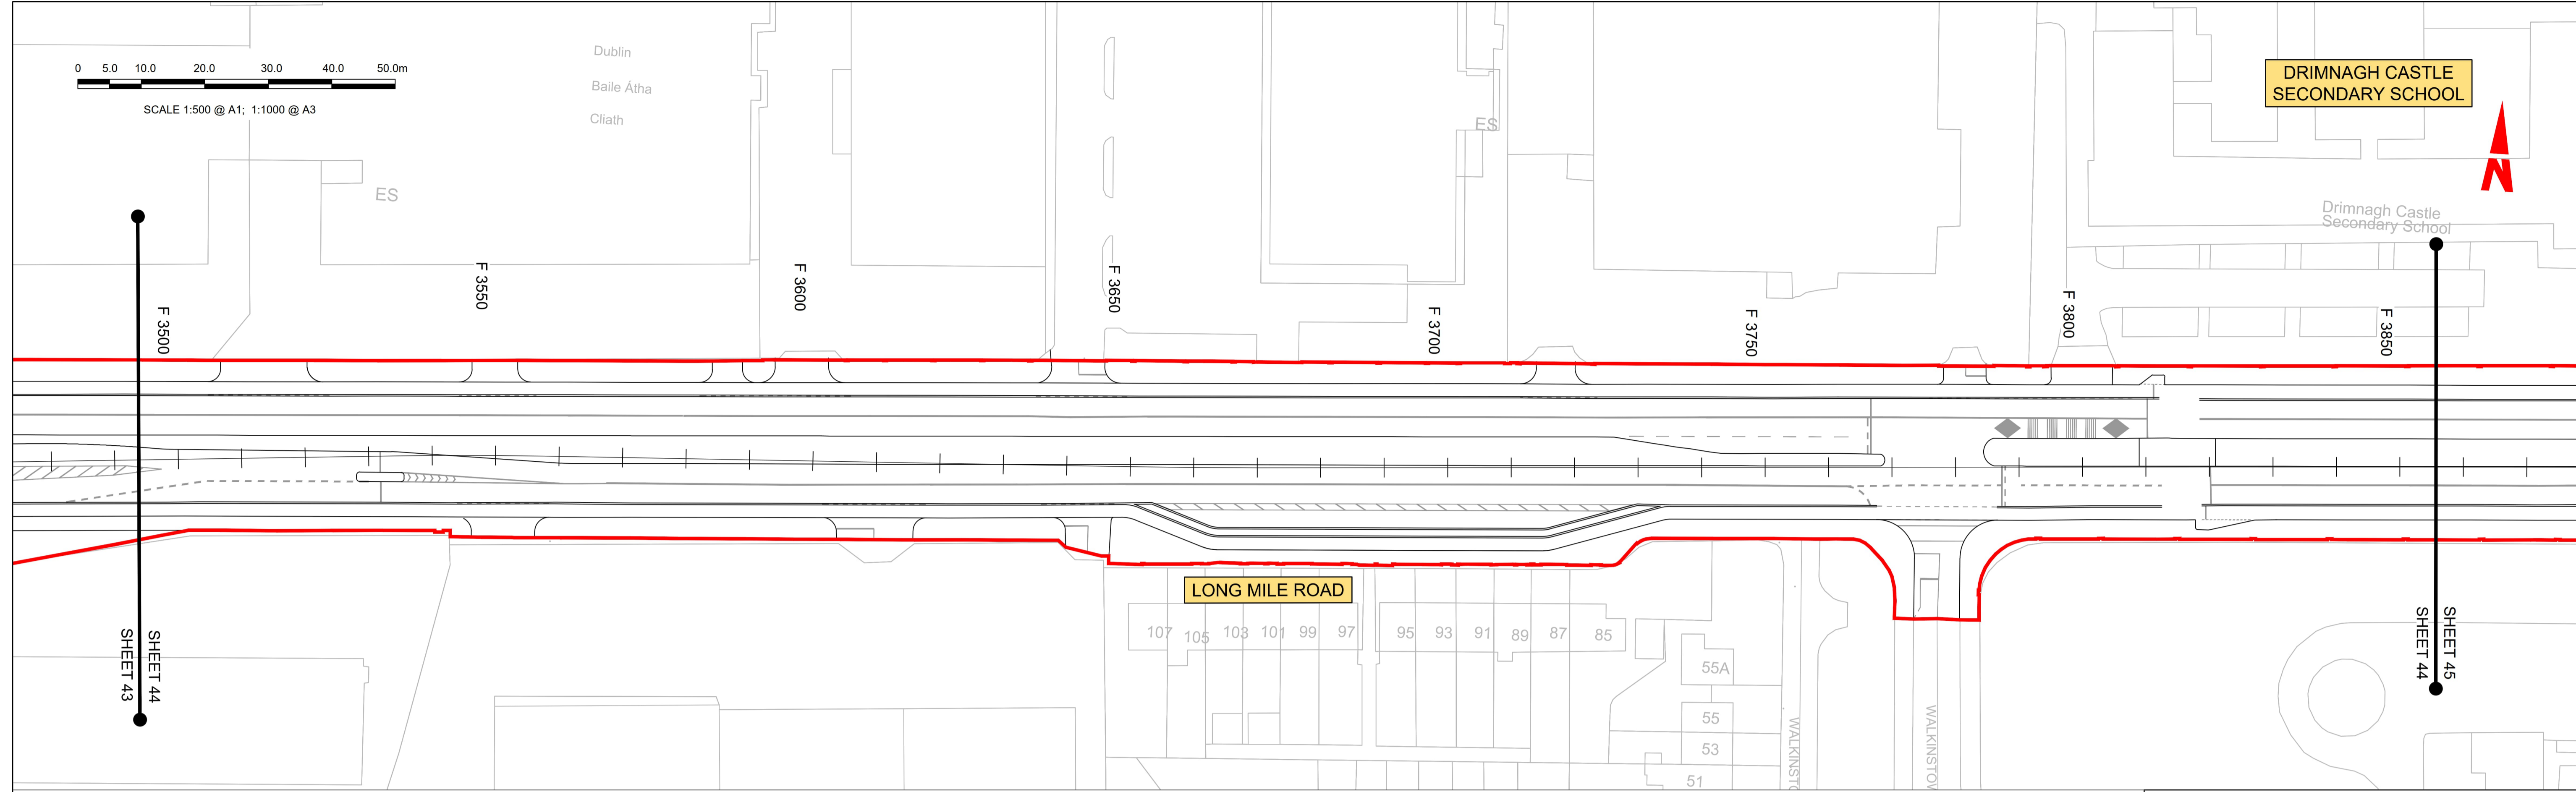 0 5.0 10.0 20.0 30.0 40.0 50.0m
SCALE 1:500 @ A1; 1:1000 @ A3
Dublin
Baile Átha
Cliath
ES
ES
DRIMNAGH CASTLE
SECONDARY SCHOOL
N
Drimnagh Castle
Secondary School
F 3500
F 3550
F 3600
F 3650
F 3700
F 3750
F 3800
F 3850
LONG MILE ROAD
107 105 103 101 99 97 95 93 91 89 87 85
55A
55
53
51
WALKINSTO
WALKINSTOW
SHEET 43
SHEET 44
SHEET 44
SHEET 45